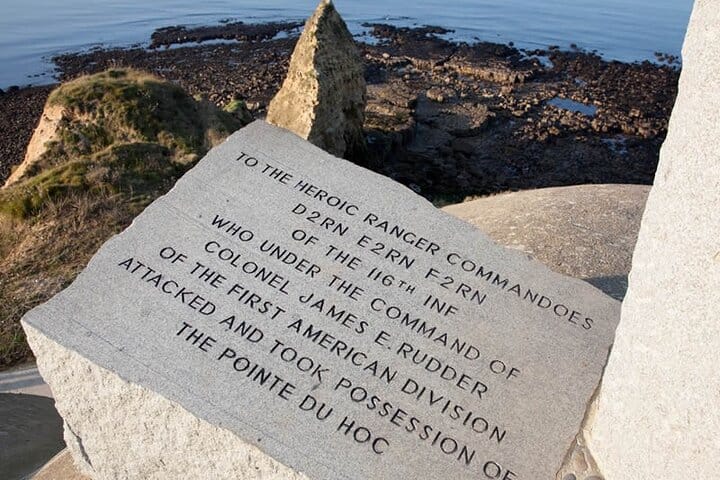 TO THE HEROIC RANGER COMMANDOES
D2RN E2RN F2RN
OF THE 116TH INF
WHO UNDER THE COMMAND OF
COLONEL JAMES E. RUDDER
OF THE FIRST AMERICAN DIVISION
ATTACKED AND TOOK POSSESSION OF
THE POINTE DU HOC